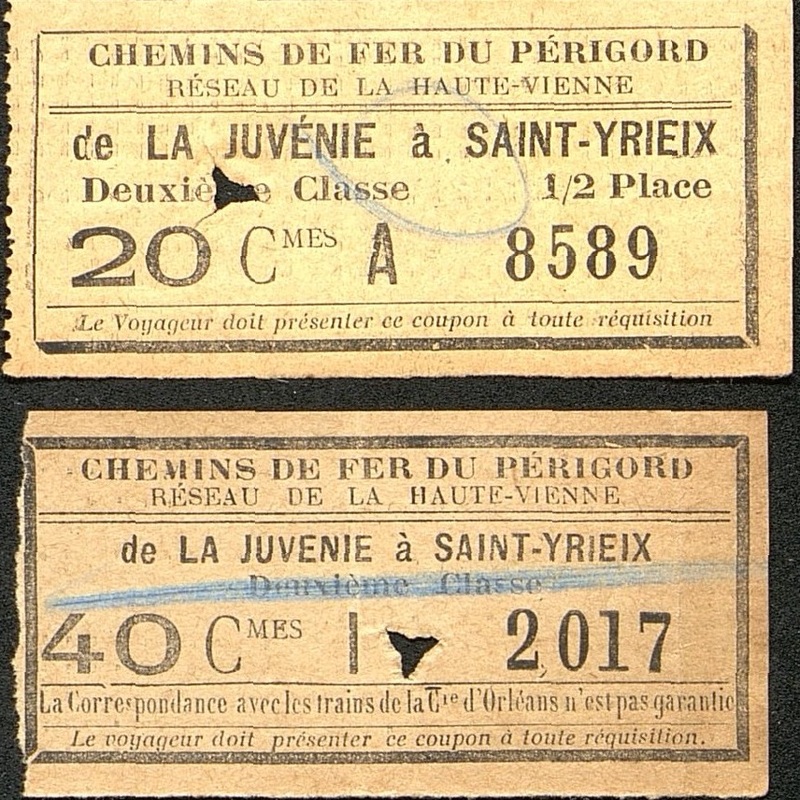 CHEMINS DE FER DU PÉRIGORD
RÉSEAU DE LA HAUTE-VIENNE
de LA JUVÉNIE à SAINT-YRIEIX
Deuxième Classe 1/2 Place
20 CMES A 8589
Le Voyageur doit présenter ce coupon à toute réquisition
CHEMINS DE FER DU PÉRIGORD
RÉSEAU DE LA HAUTE-VIENNE
de LA JUVENIE à SAINT-YRIEIX
Deuxième Classe
40 CMES I 2017
La Correspondance avec les trains de la Cie d'Orléans n'est pas garantie
Le voyageur doit présenter ce coupon à toute réquisition.